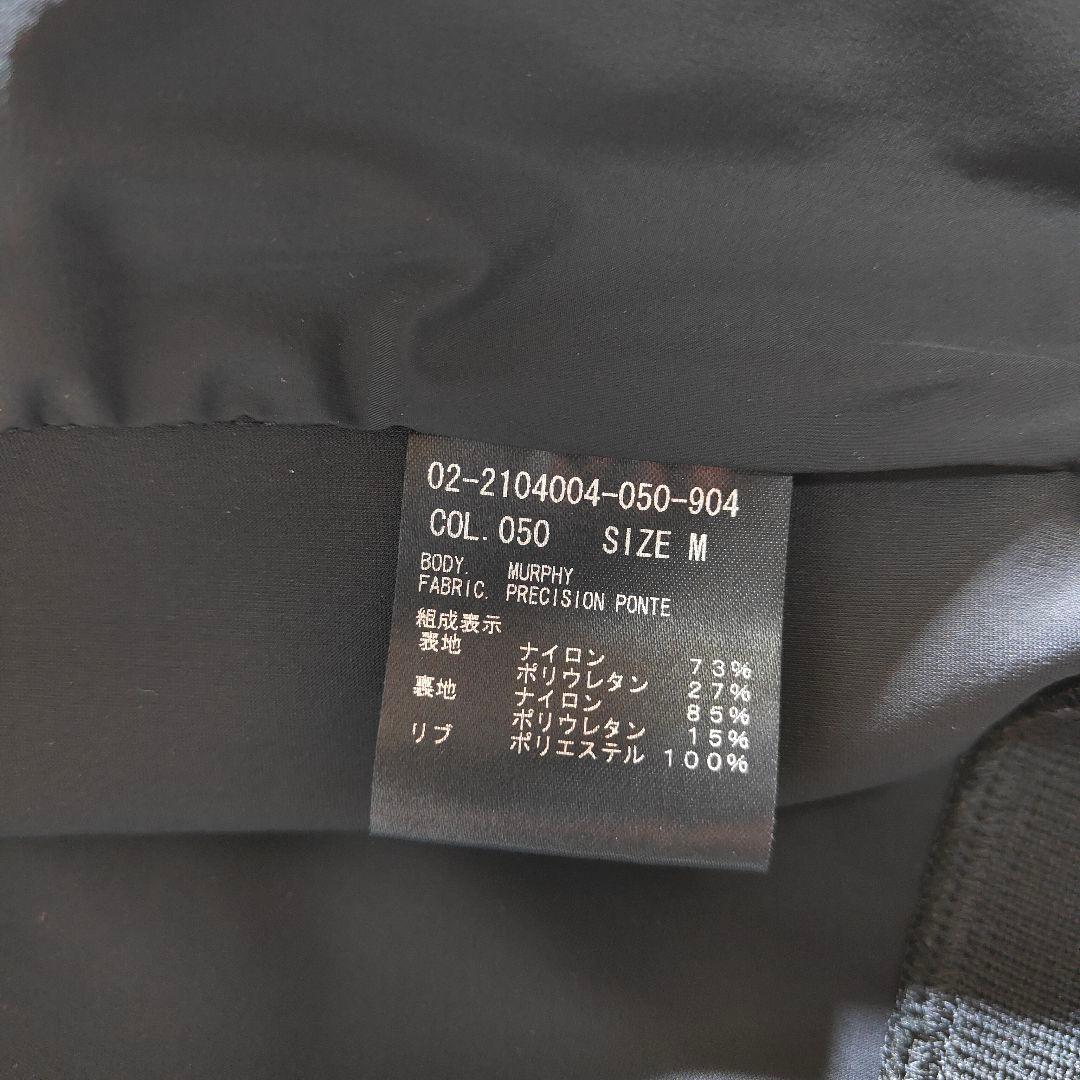 02-2104004-050-904
COL. 050 SIZE M
BODY. MURPHY
FABRIC. PRECISION PONTE
組成表示
表地 ナイロン 73%
ポリウレタン 27%
裏地 ナイロン 85%
ポリウレタン 15%
リブ ポリエステル 100%